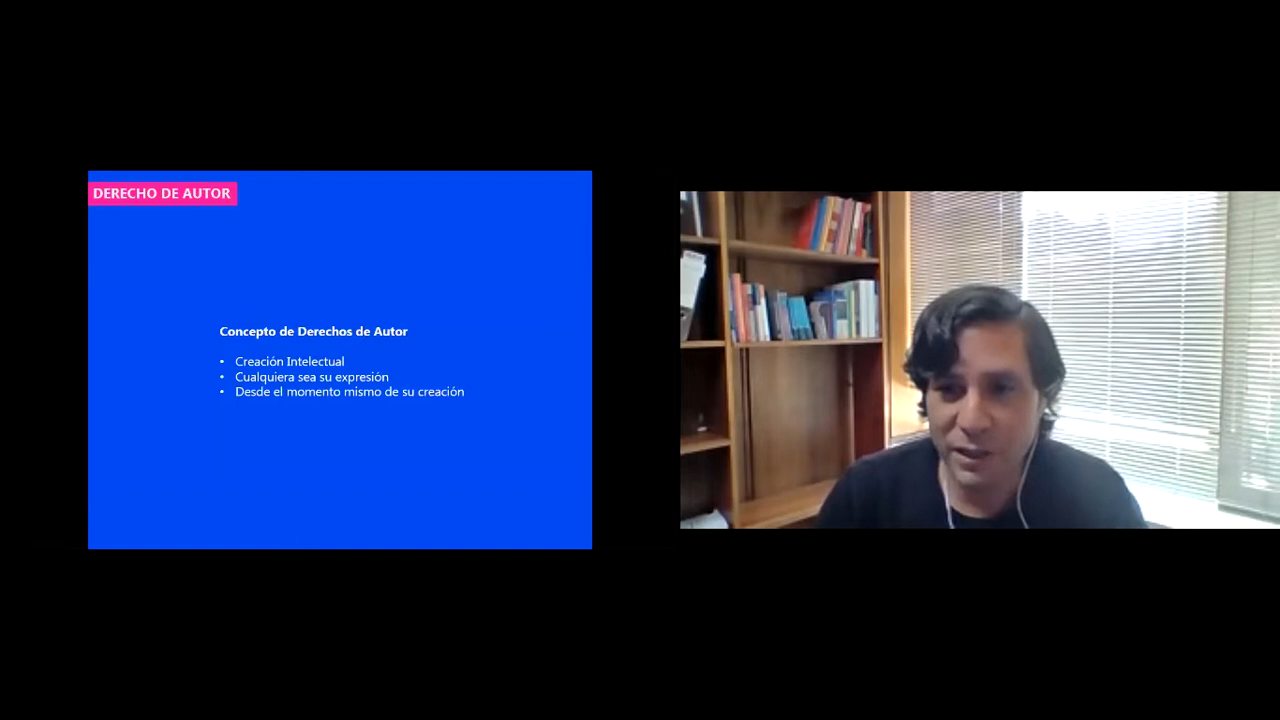 DERECHO DE AUTOR
Concepto de Derechos de Autor
• Creación Intelectual
• Cualquiera sea su expresión
• Desde el momento mismo de su creación